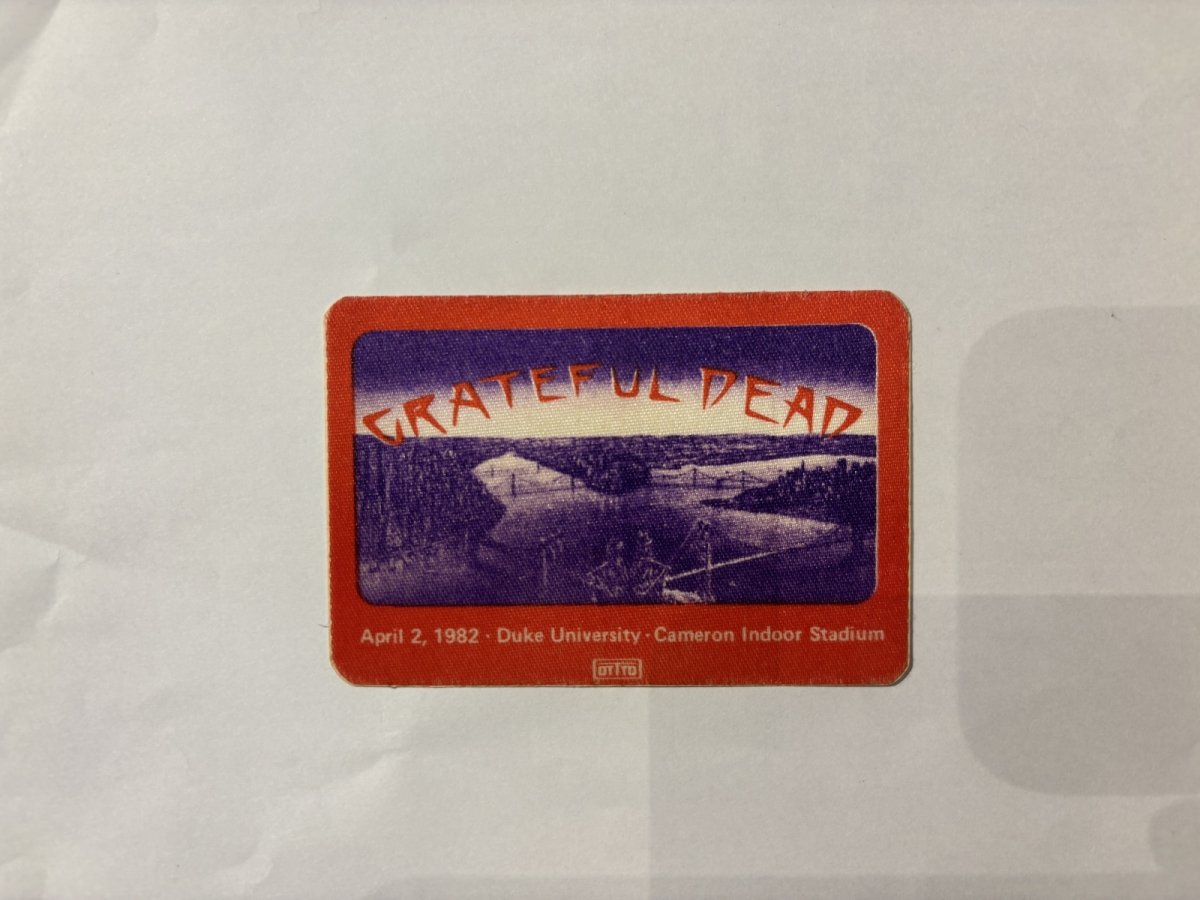 GRATEFUL DEAD
April 2, 1982 · Duke University · Cameron Indoor Stadium
OTTO